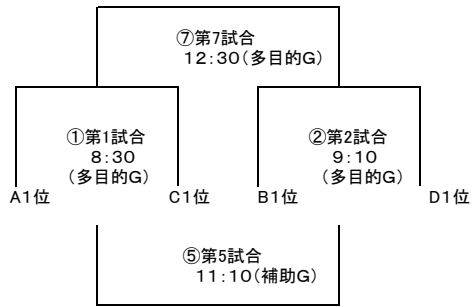 ⑦第7試合
12:30(多目的G)
①第1試合
8:30
(多目的G)
②第2試合
9:10
(多目的G)
A1位 C1位 B1位 D1位
⑤第5試合
11:10(補助G)